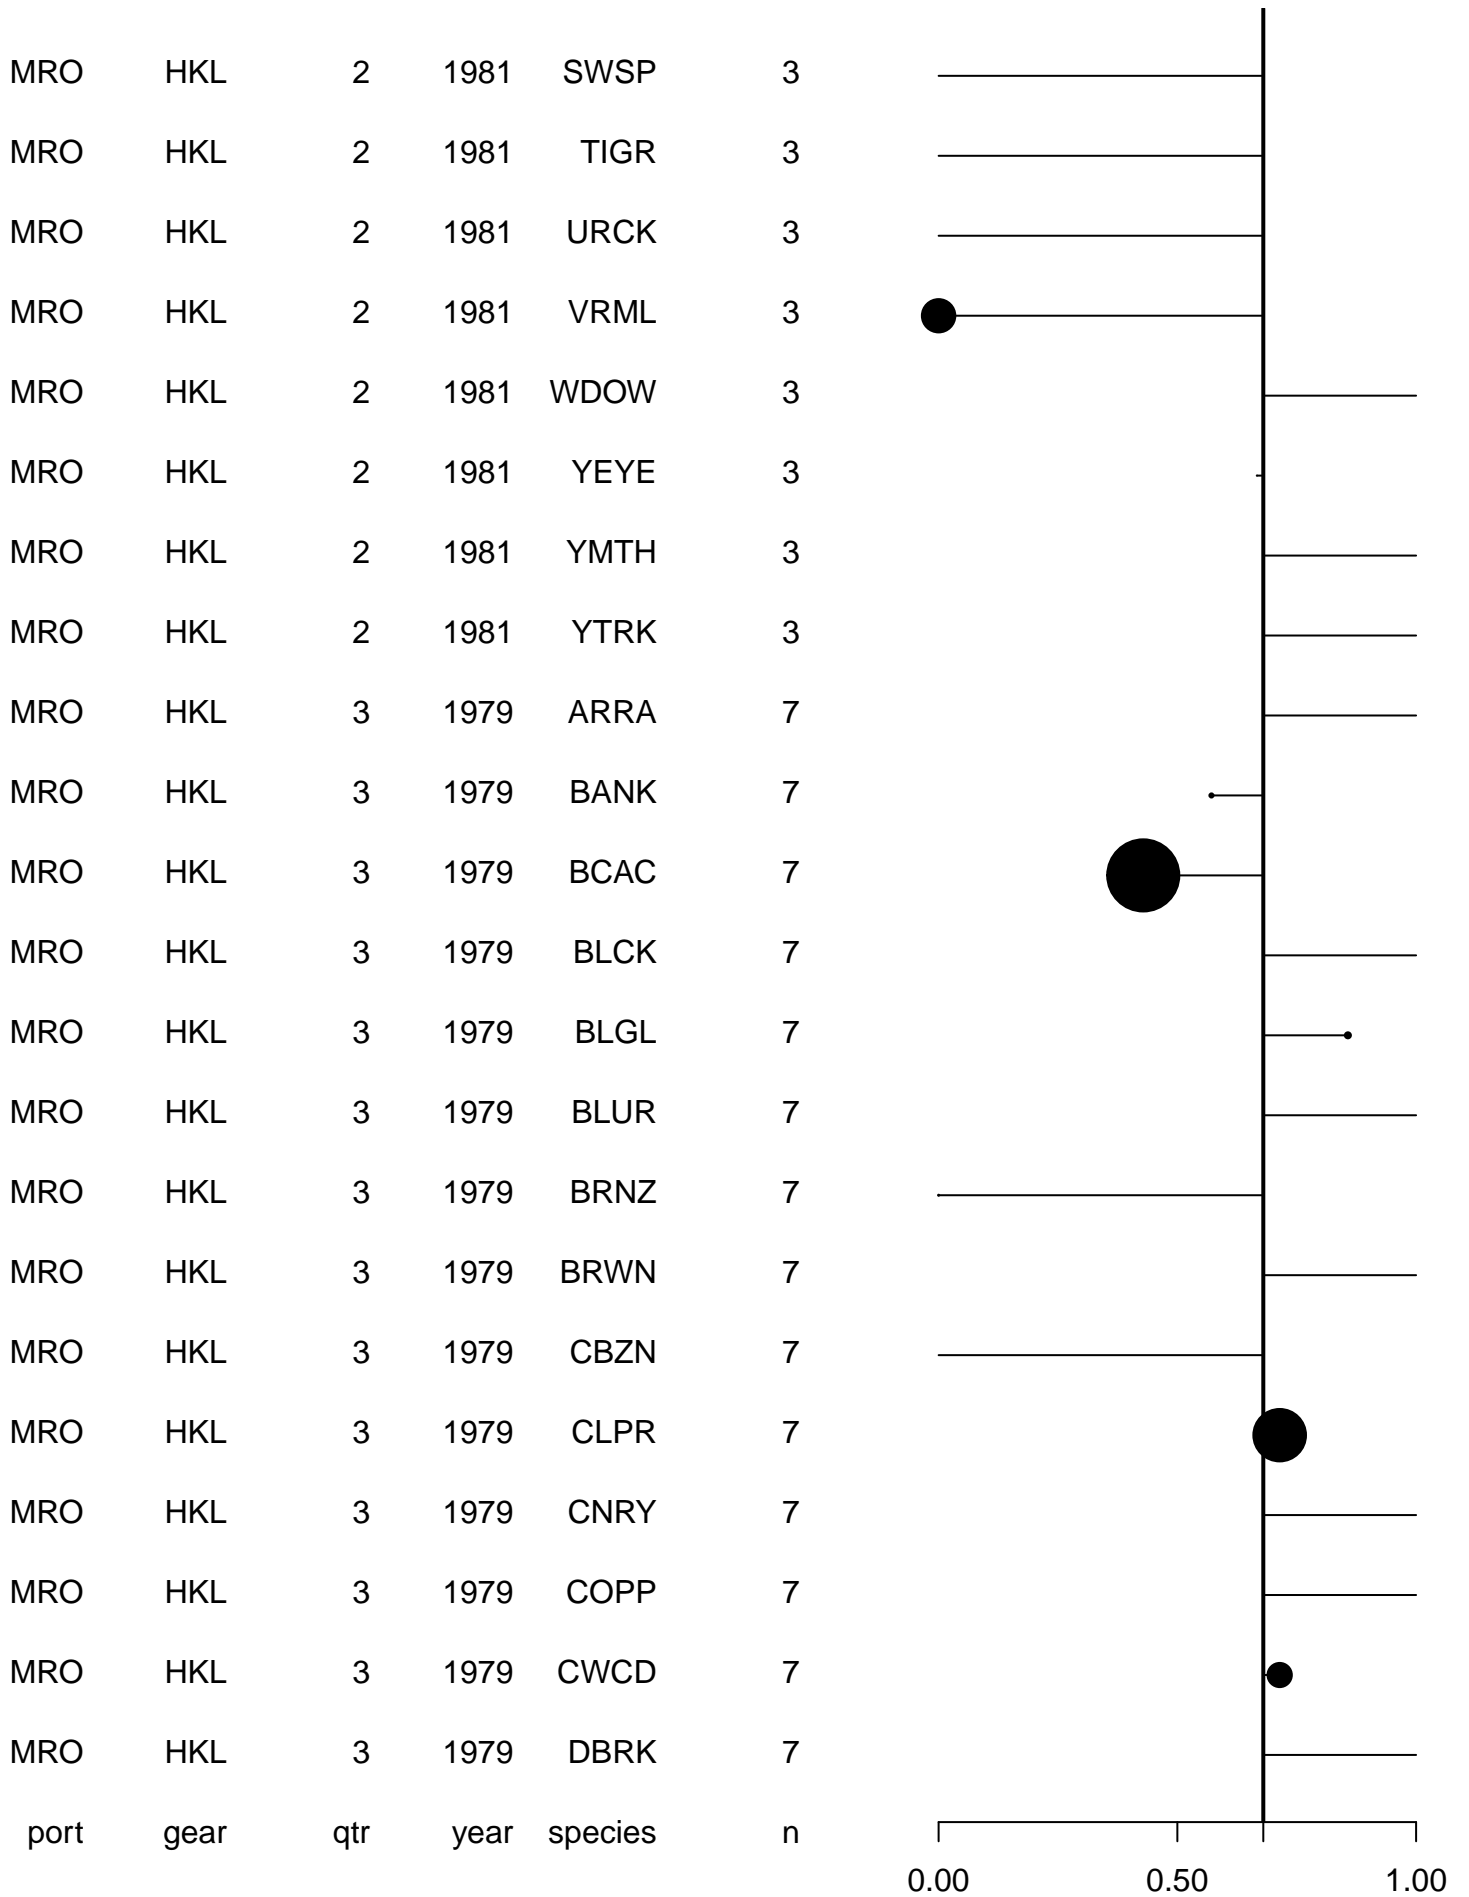 MRO HKL 2 1981 SWSP 3
MRO HKL 2 1981 TIGR 3
MRO HKL 2 1981 URCK 3
MRO HKL 2 1981 VRML 3
MRO HKL 2 1981 WDOW 3
MRO HKL 2 1981 YEYE 3
MRO HKL 2 1981 YMTH 3
MRO HKL 2 1981 YTRK 3
MRO HKL 3 1979 ARRA 7
MRO HKL 3 1979 BANK 7
MRO HKL 3 1979 BCAC 7
MRO HKL 3 1979 BLCK 7
MRO HKL 3 1979 BLGL 7
MRO HKL 3 1979 BLUR 7
MRO HKL 3 1979 BRNZ 7
MRO HKL 3 1979 BRWN 7
MRO HKL 3 1979 CBZN 7
MRO HKL 3 1979 CLPR 7
MRO HKL 3 1979 CNRY 7
MRO HKL 3 1979 COPP 7
MRO HKL 3 1979 CWCD 7
MRO HKL 3 1979 DBRK 7
port gear qtr year species n
0.00 0.50 1.00